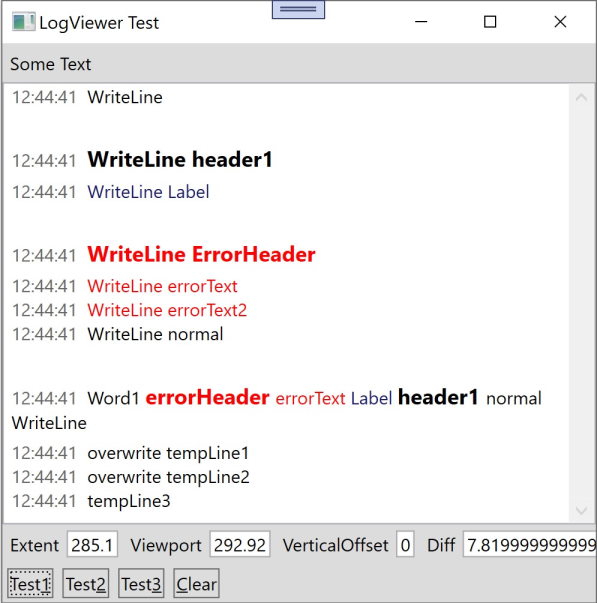 LogViewer Test
Some Text
12:44:41 WriteLine
12:44:41 WriteLine header1
12:44:41 WriteLine Label
12:44:41 WriteLine ErrorHeader
12:44:41 WriteLine errorText
12:44:41 WriteLine errorText2
12:44:41 WriteLine normal
12:44:41 Word1 errorHeader errorText Label header1 normal
WriteLine
12:44:41 overwrite tempLine1
12:44:41 overwrite tempLine2
12:44:41 tempLine3
Extent 285.1 Viewport 292.92 VerticalOffset 0 Diff 7.819999999999
Test1 Test2 Test3 Clear